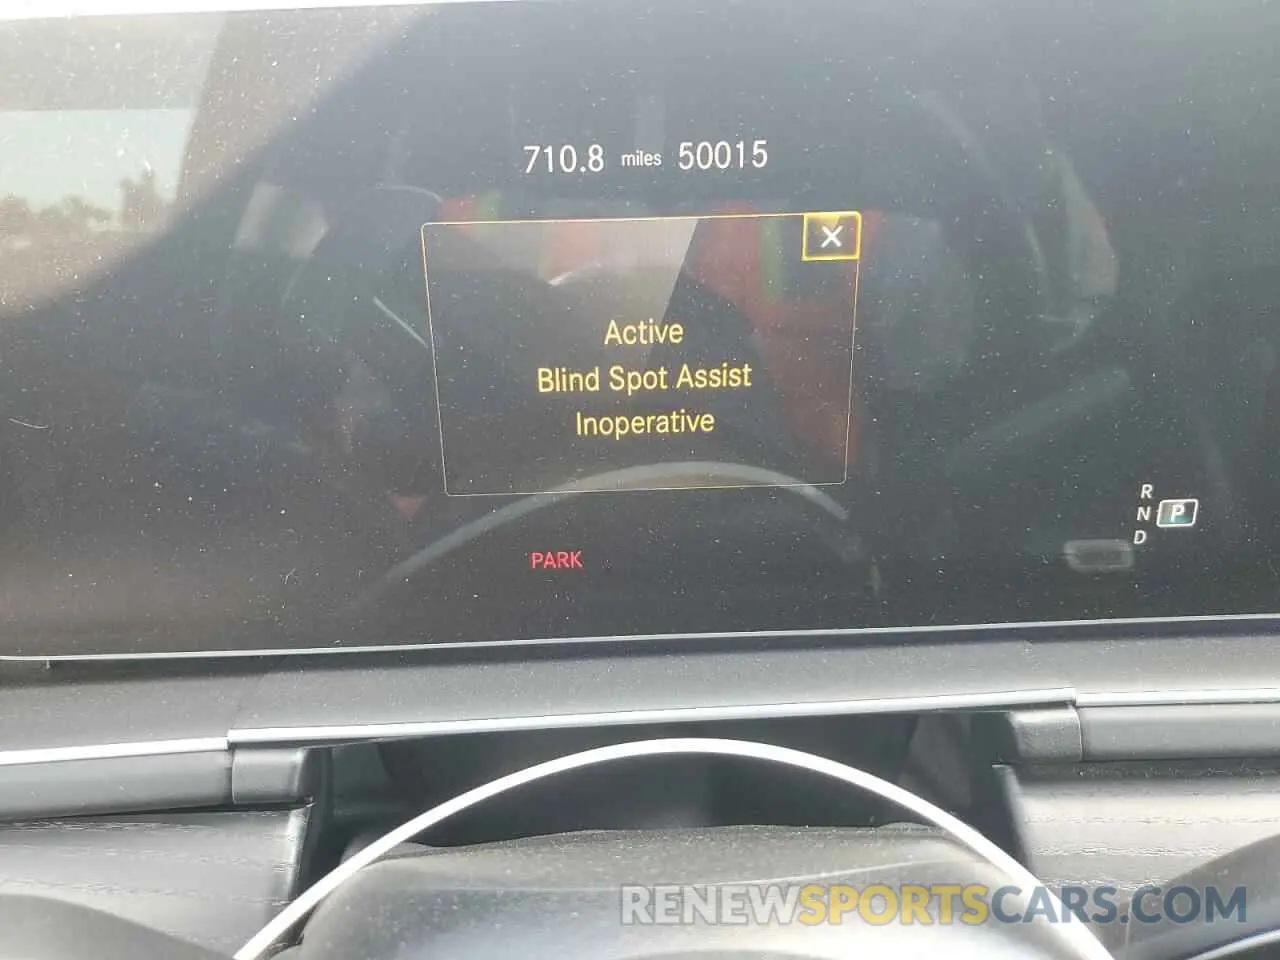 710.8 miles 50015
X
Active
Blind Spot Assist
Inoperative
R
N P
D
PARK
RENEWSPORTSCARS.COM